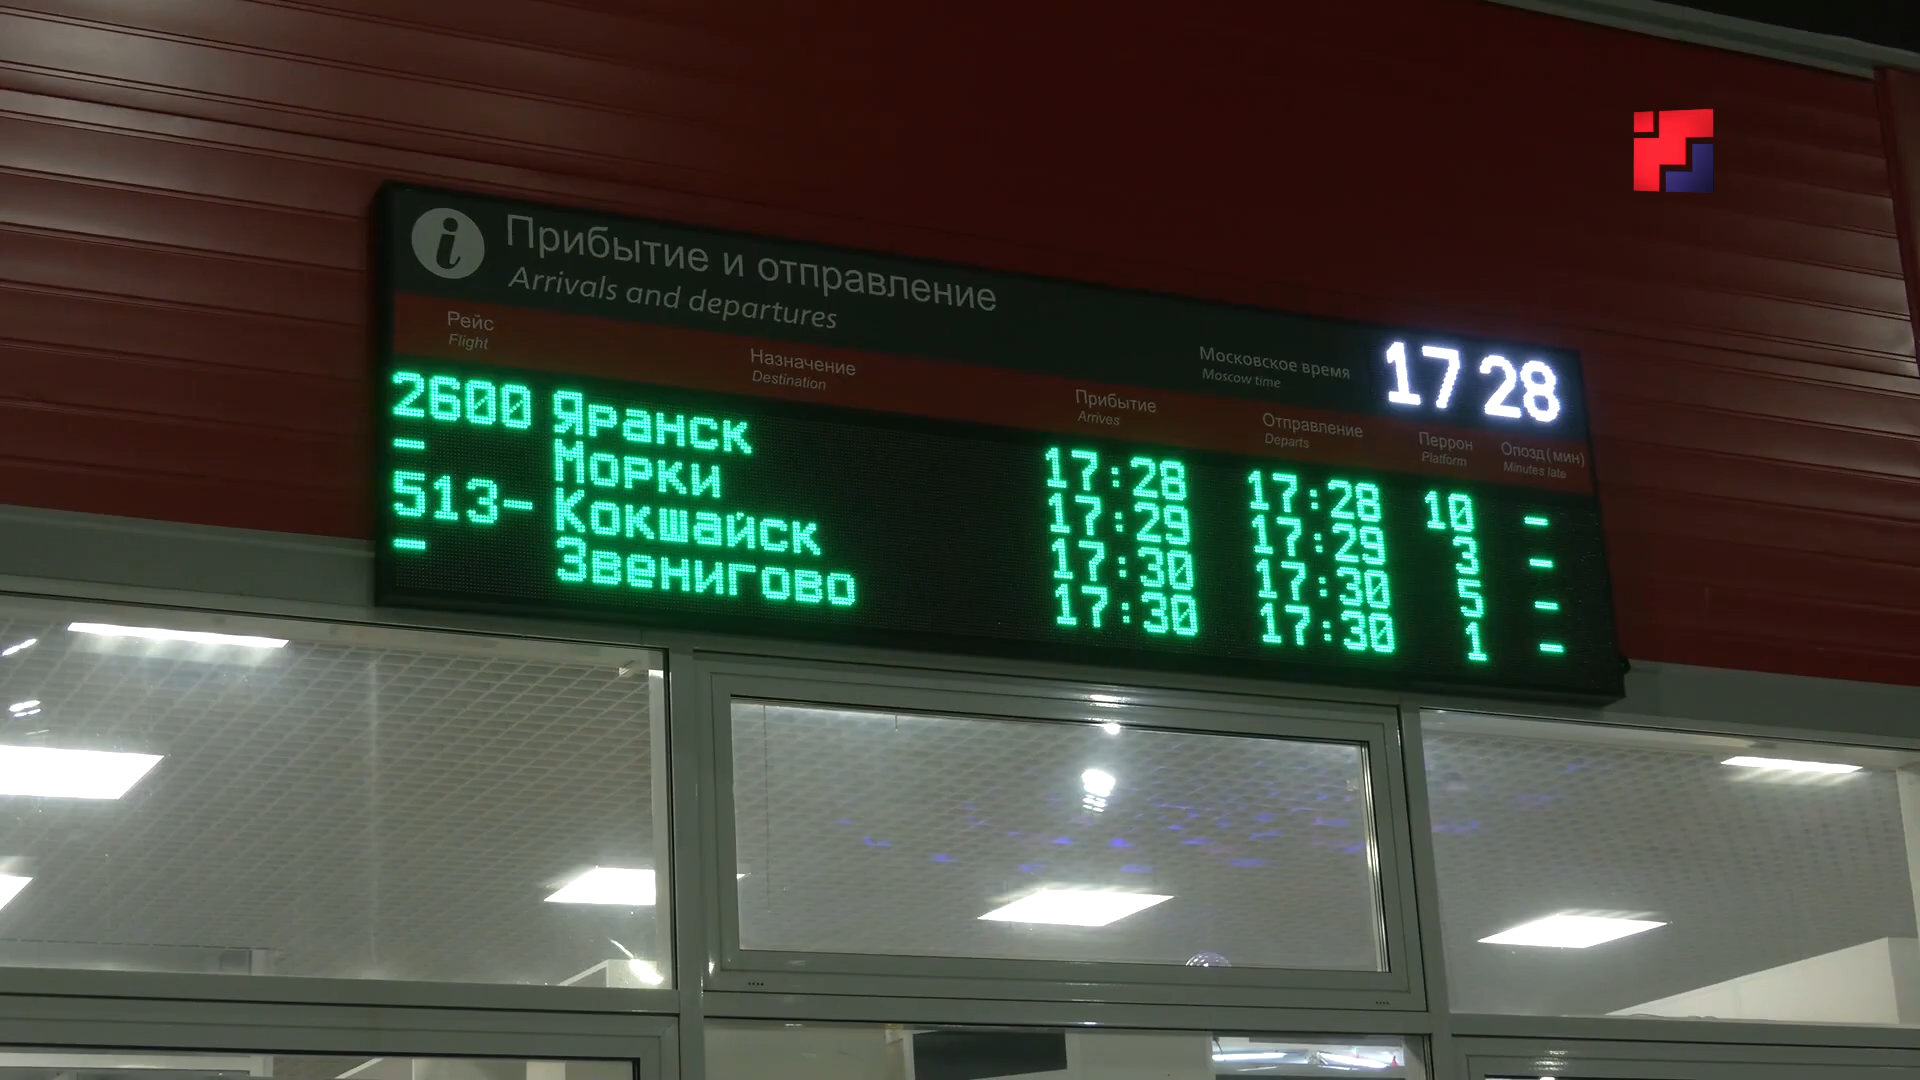 Прибытие и отправление
Arrivals and departures
Московское время 17 28
Moscow time
Рейс Назначение Прибытие Отправление Перрон Опозд(мин)
Flight Destination Arrives Departs Platform Minutes late
2600 Яранск 17:28 17:28 10 –
– Морки 17:29 17:29 3 –
513– Кокшайск 17:30 17:30 5 –
– Звенигово 17:30 17:30 1 –